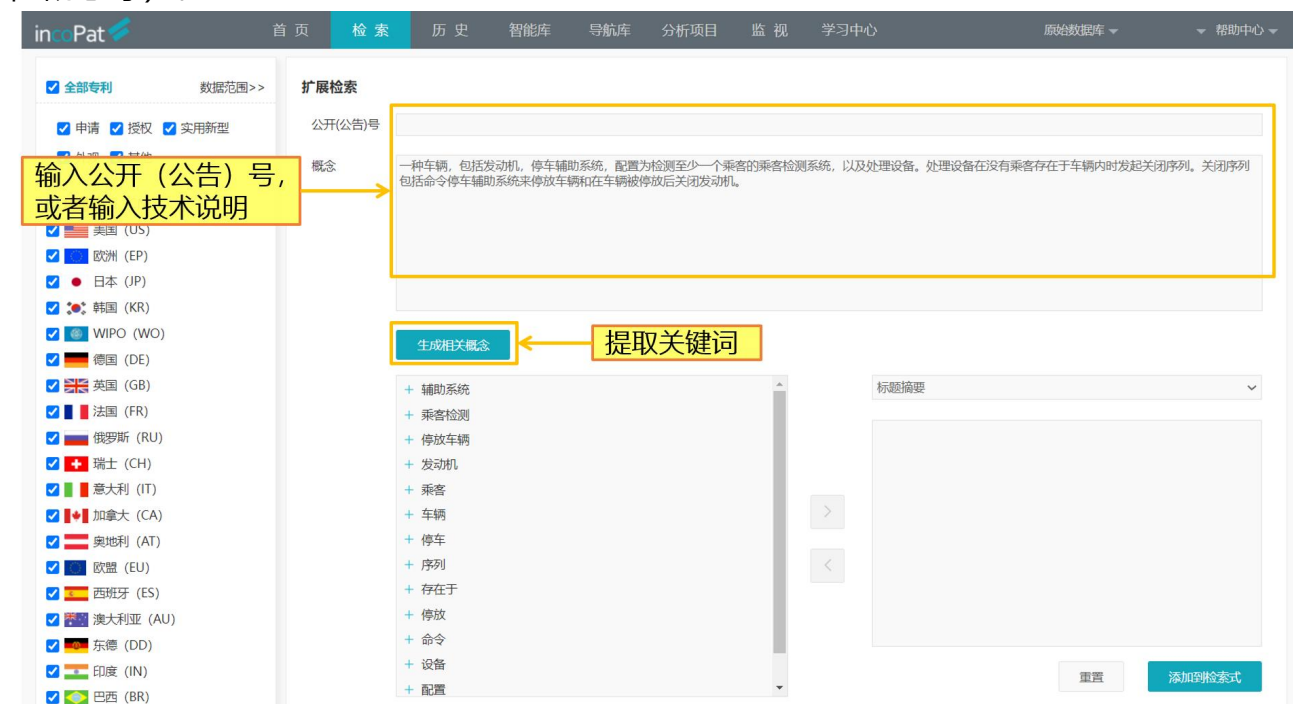 incoPat
首 页 检 索 历 史 智能库 导航库 分析项目 监 视 学习中心 原始数据库 帮助中心
全部专利 数据范围>>
申请 授权 实用新型
输入公开（公告）号，
或者输入技术说明
美国 (US)
欧洲 (EP)
日本 (JP)
韩国 (KR)
WIPO (WO)
德国 (DE)
英国 (GB)
法国 (FR)
俄罗斯 (RU)
瑞士 (CH)
意大利 (IT)
加拿大 (CA)
奥地利 (AT)
欧盟 (EU)
西班牙 (ES)
澳大利亚 (AU)
东德 (DD)
印度 (IN)
巴西 (BR)
扩展检索
公开(公告)号
概念
一种车辆，包括发动机，停车辅助系统，配置为检测至少一个乘客的乘客检测系统，以及处理设备。处理设备在没有乘客存在于车辆内时发起关闭序列。关闭序列
包括命令停车辅助系统来停放车辆和在车辆被停放后关闭发动机。
生成相关概念
提取关键词
+ 辅助系统
+ 乘客检测
+ 停放车辆
+ 发动机
+ 乘客
+ 车辆
+ 停车
+ 序列
+ 存在于
+ 停放
+ 命令
+ 设备
+ 配置
>
<
标题摘要
重置 添加到检索式